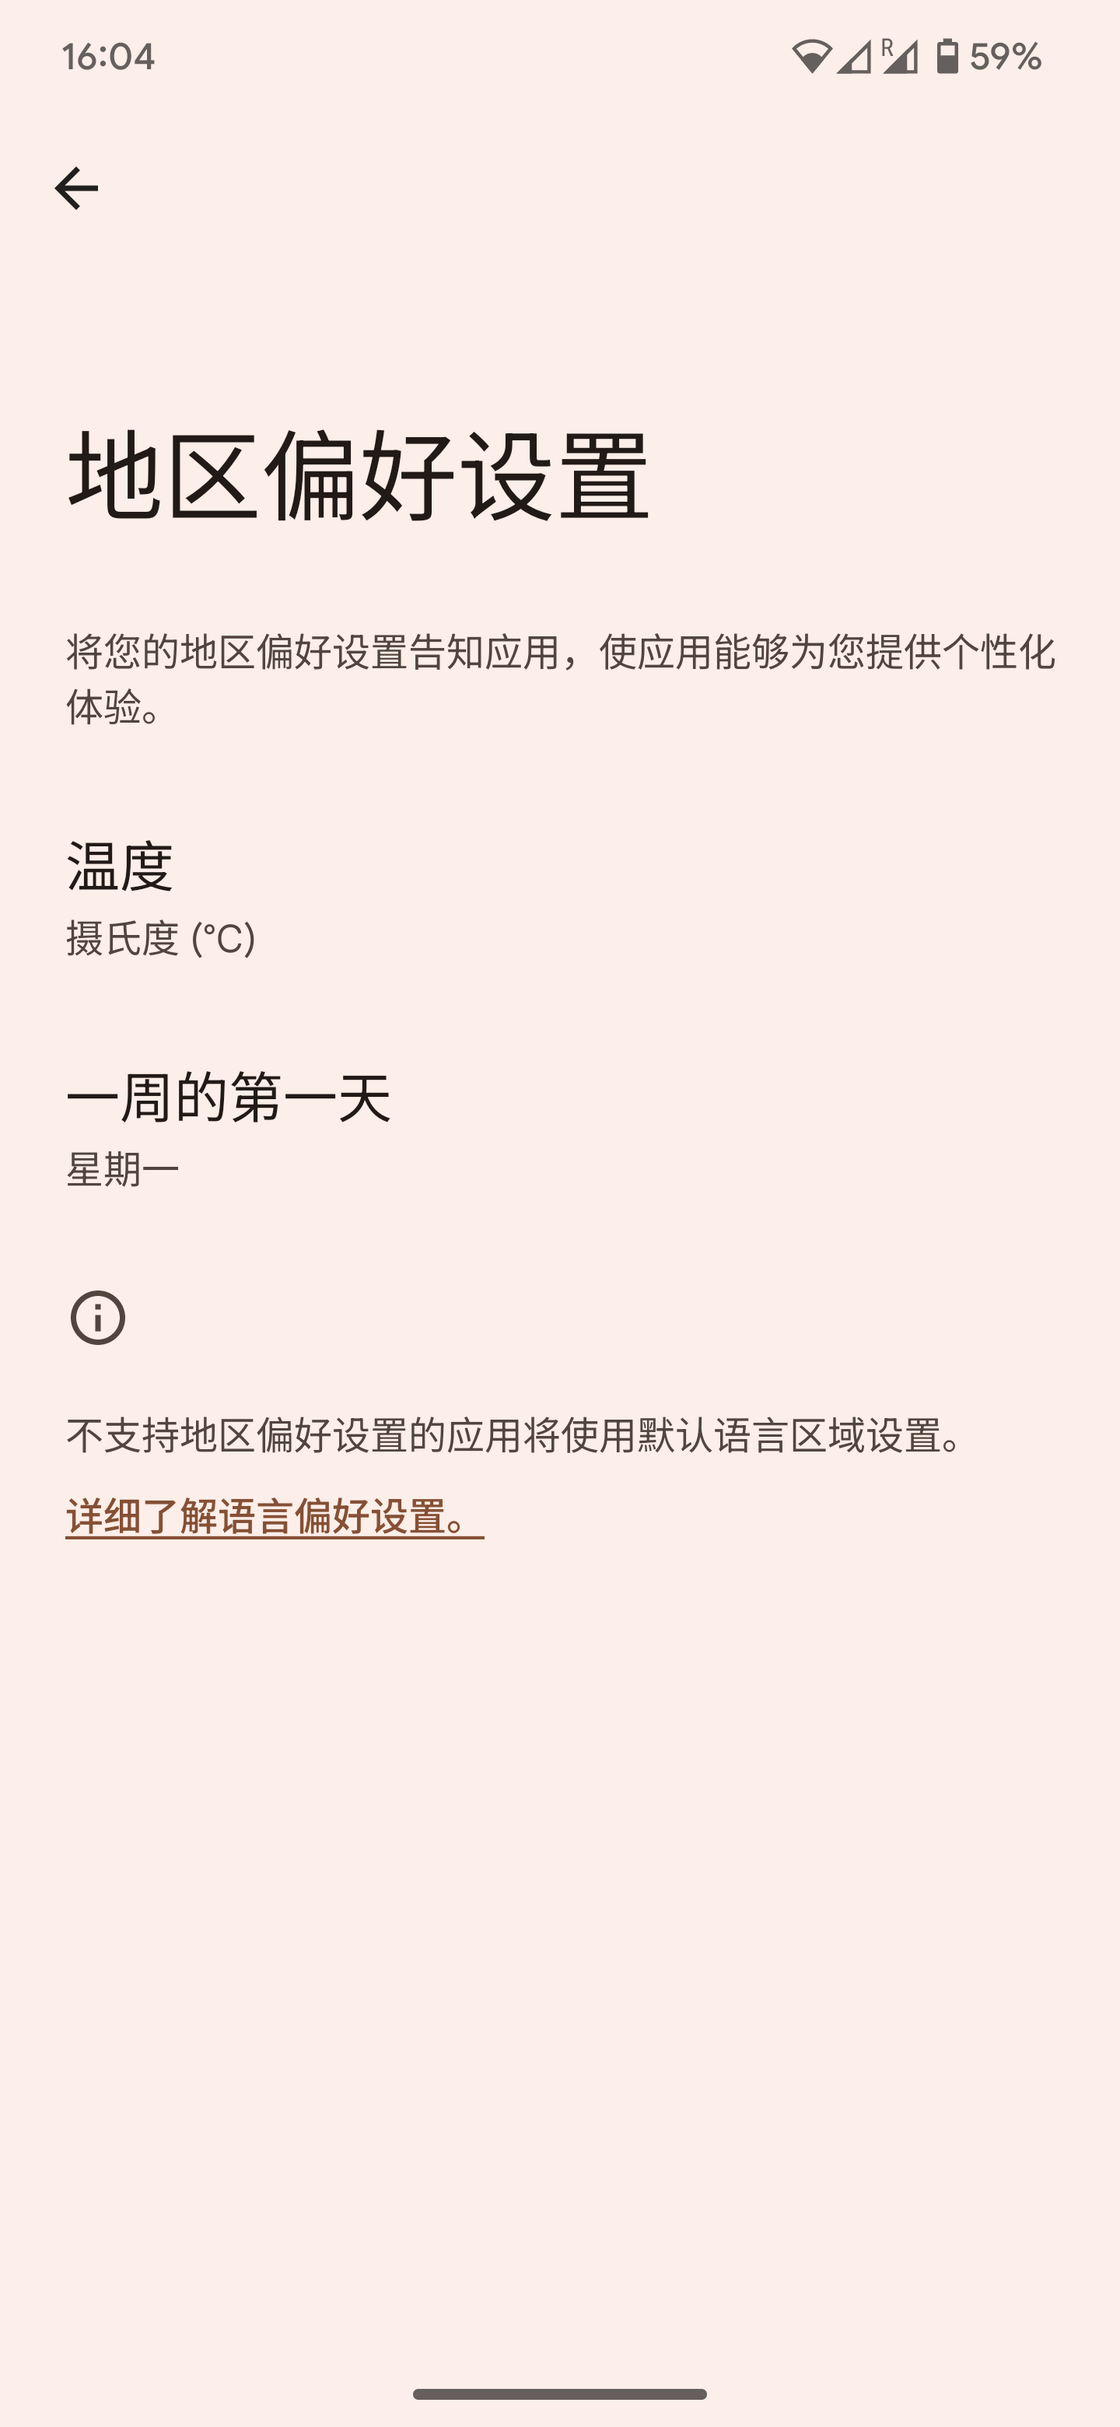 16:04
R
59%
地区偏好设置
将您的地区偏好设置告知应用，使应用能够为您提供个性化
体验。
温度
摄氏度 (°C)
一周的第一天
星期一
不支持地区偏好设置的应用将使用默认语言区域设置。
详细了解语言偏好设置。